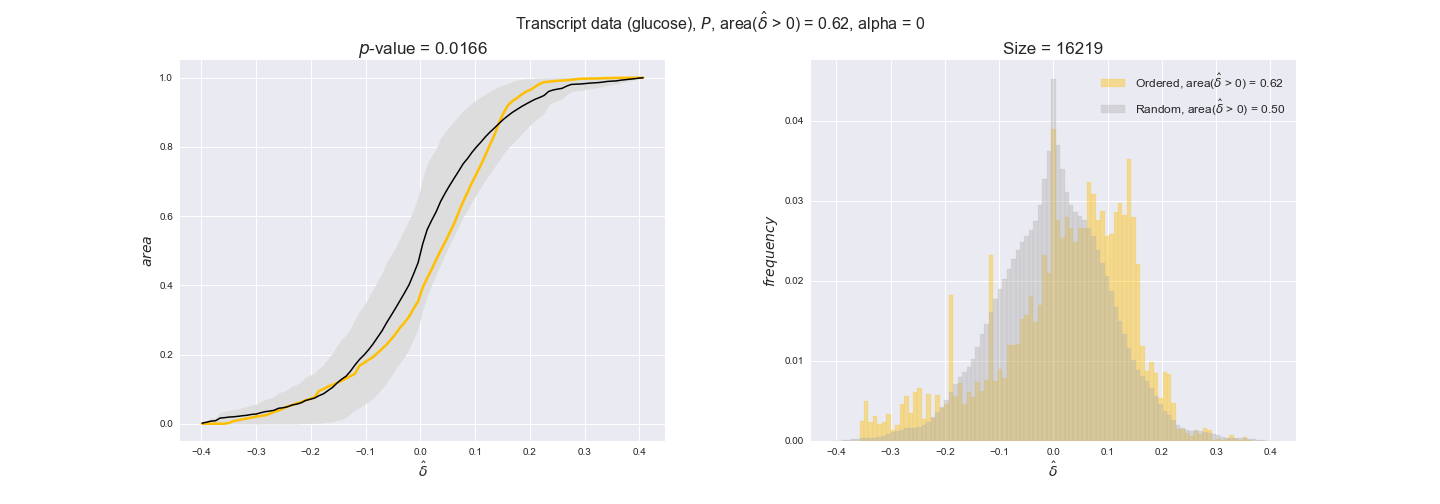 Transcript data (glucose), P, area(δ̂ > 0) = 0.62, alpha = 0
p-value = 0.0166
1.0
0.8
0.6
0.4
0.2
0.0
area
−0.4 −0.3 −0.2 −0.1 0.0 0.1 0.2 0.3 0.4
δ̂
Size = 16219
Ordered, area(δ̂ > 0) = 0.62
Random, area(δ̂ > 0) = 0.50
0.04
0.03
0.02
0.01
0.00
frequency
−0.4 −0.3 −0.2 −0.1 0.0 0.1 0.2 0.3 0.4
δ̂